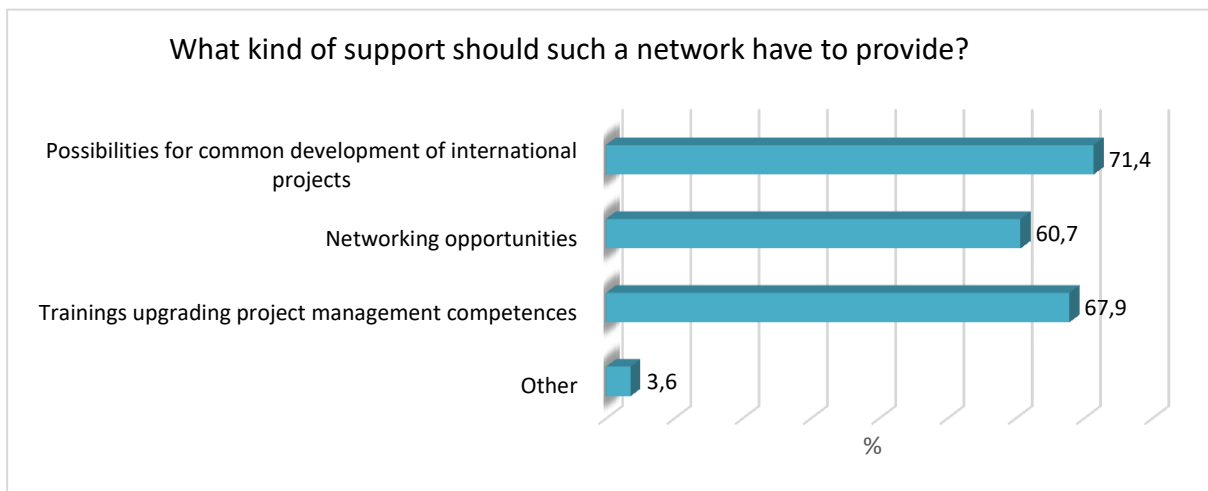 What kind of support should such a network have to provide?
Possibilities for common development of international
projects
71,4
Networking opportunities
60,7
Trainings upgrading project management competences
67,9
Other
3,6
%